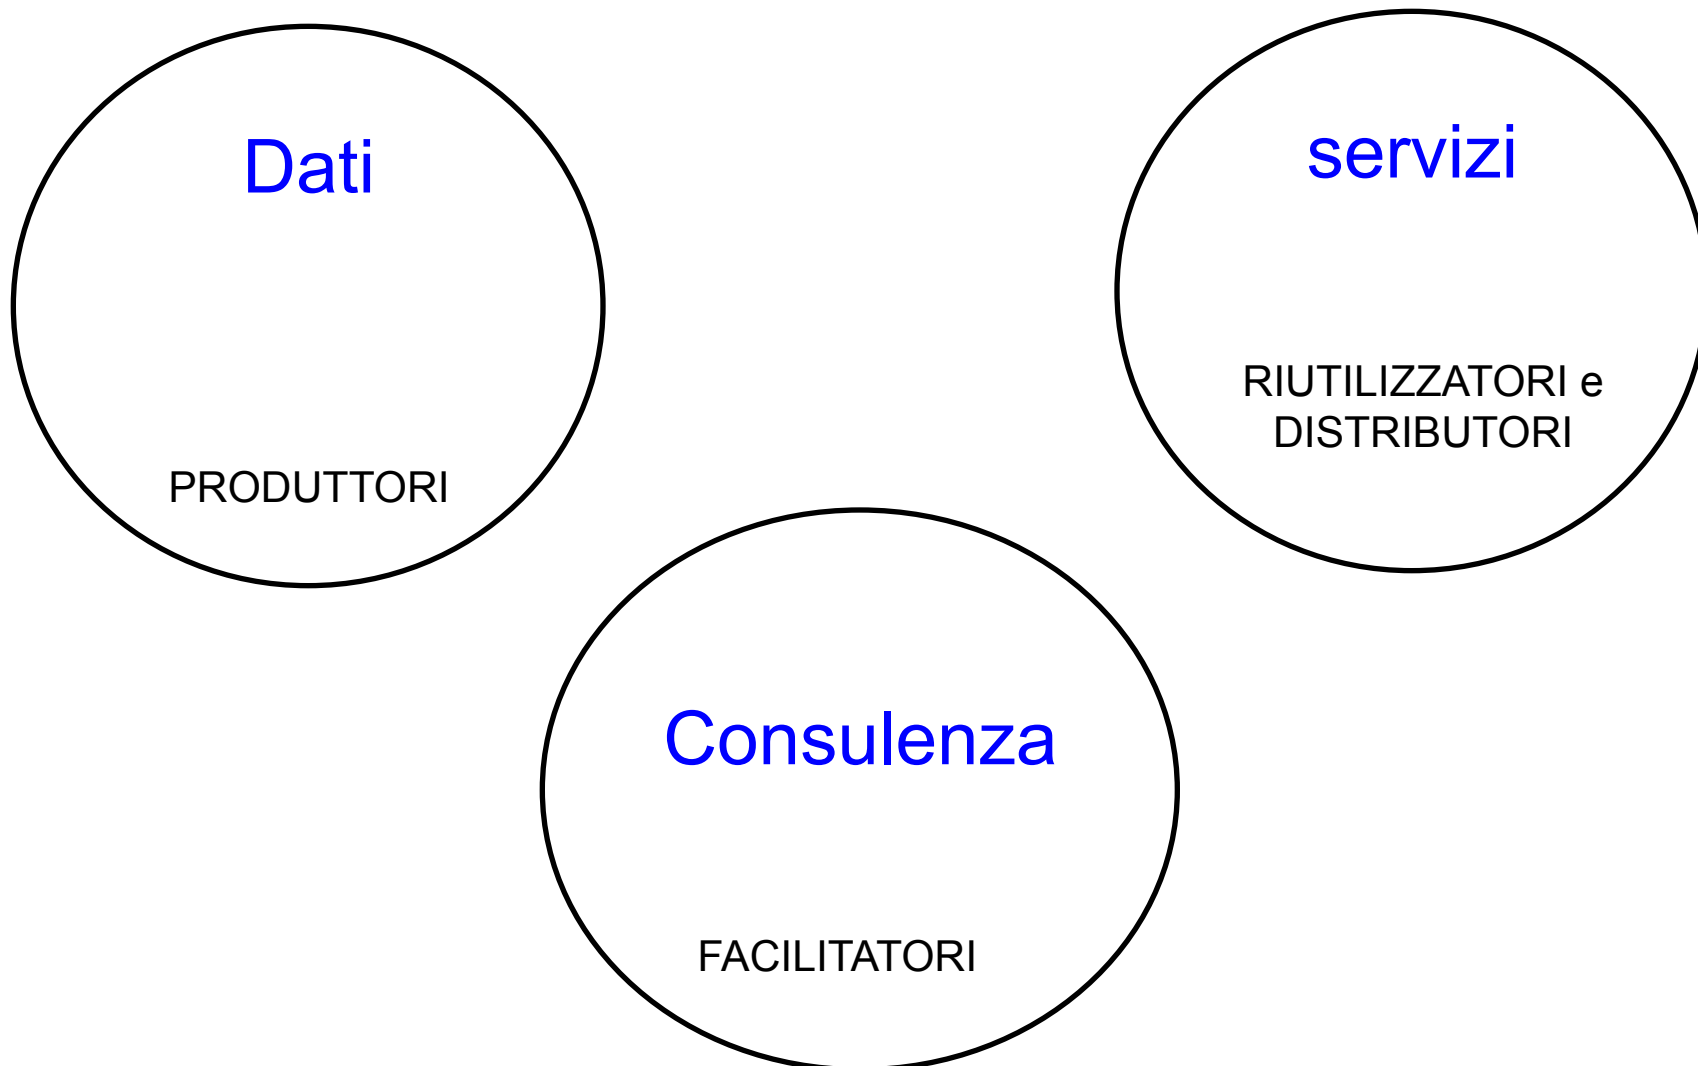 Dati
PRODUTTORI
servizi
RIUTILIZZATORI e
DISTRIBUTORI
Consulenza
FACILITATORI